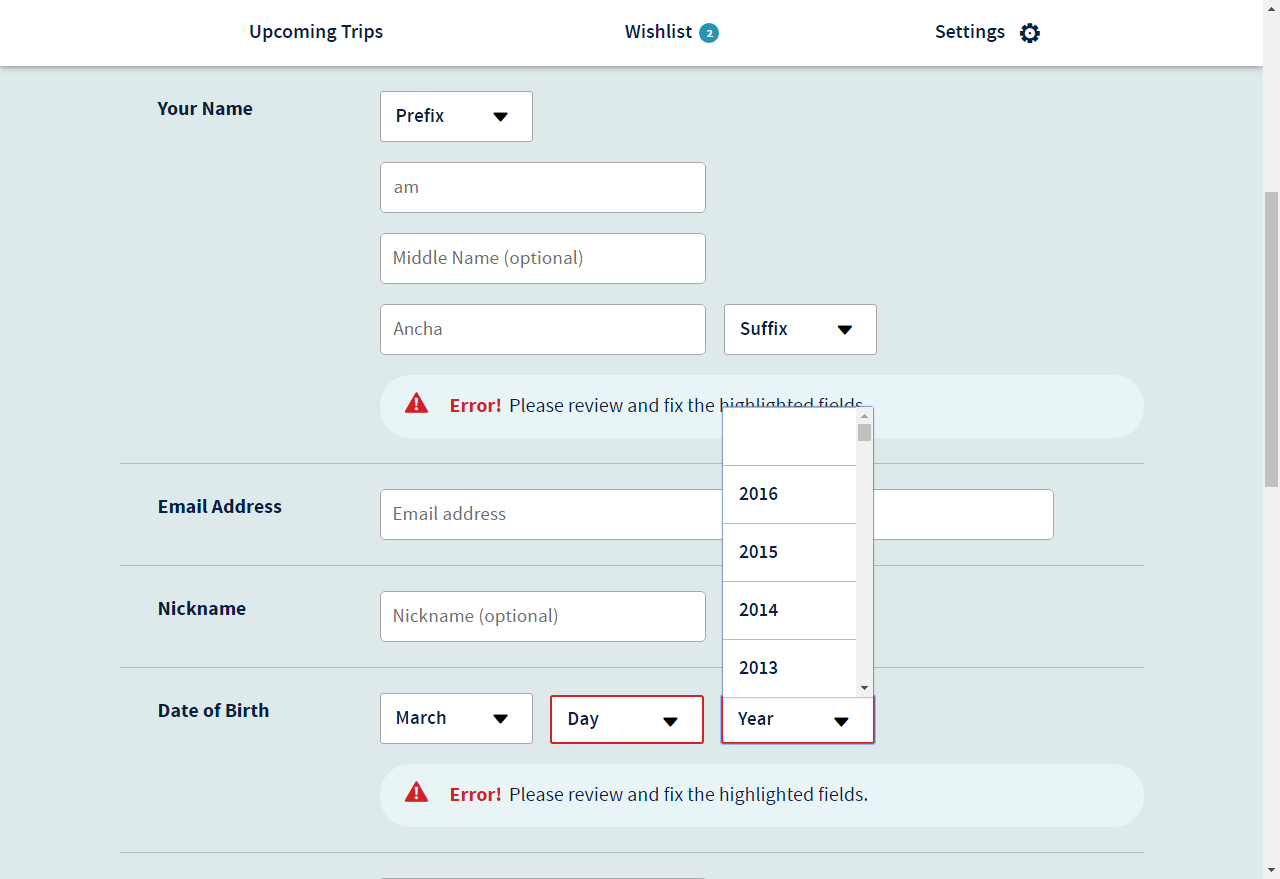 Upcoming Trips Wishlist 2 Settings
Your Name Prefix
am
Middle Name (optional)
Ancha Suffix
Error! Please review and fix the highlighted fields.
2016
Email Address Email address
2015
Nickname Nickname (optional)
2014
2013
Date of Birth March Day Year
Error! Please review and fix the highlighted fields.